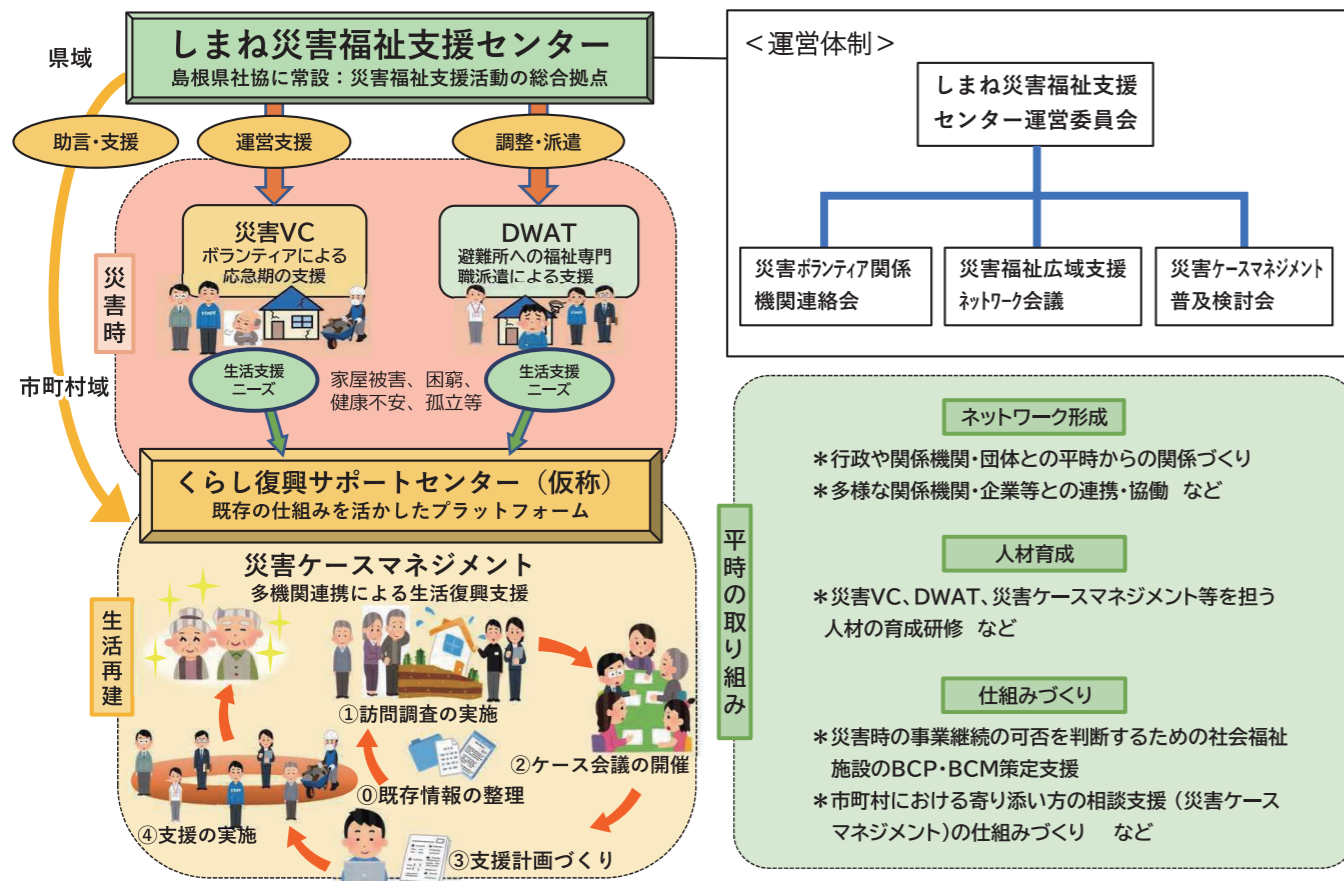 しまね災害福祉支援センター
島根県社協に常設：災害福祉支援活動の総合拠点
県域
助言・支援
運営支援
調整・派遣
災害時
災害VC
ボランティアによる
応急期の支援
STAFF
DWAT
避難所への福祉専門
職派遣による支援
STAFF
生活支援
ニーズ
家屋被害、困窮、
健康不安、孤立等
生活支援
ニーズ
市町村域
くらし復興サポートセンター（仮称）
既存の仕組みを活かしたプラットフォーム
災害ケースマネジメント
多機関連携による生活復興支援
生活再建
①訪問調査の実施
②ケース会議の開催
⓪既存情報の整理
STAFF
④支援の実施
③支援計画づくり
＜運営体制＞
しまね災害福祉支援
センター運営委員会
災害ボランティア関係
機関連絡会
災害福祉広域支援
ネットワーク会議
災害ケースマネジメント
普及検討会
平時の取り組み
ネットワーク形成
＊行政や関係機関・団体との平時からの関係づくり
＊多様な関係機関・企業等との連携・協働 など
人材育成
＊災害VC、DWAT、災害ケースマネジメント等を担う
人材の育成研修 など
仕組みづくり
＊災害時の事業継続の可否を判断するための社会福祉
施設のBCP・BCM策定支援
＊市町村における寄り添い方の相談支援（災害ケース
マネジメント）の仕組みづくり など